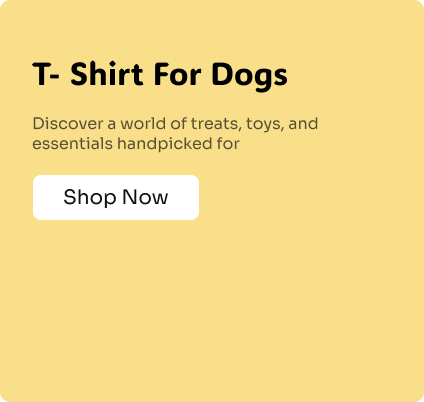 T- Shirt For Dogs
Discover a world of treats, toys, and
essentials handpicked for
Shop Now